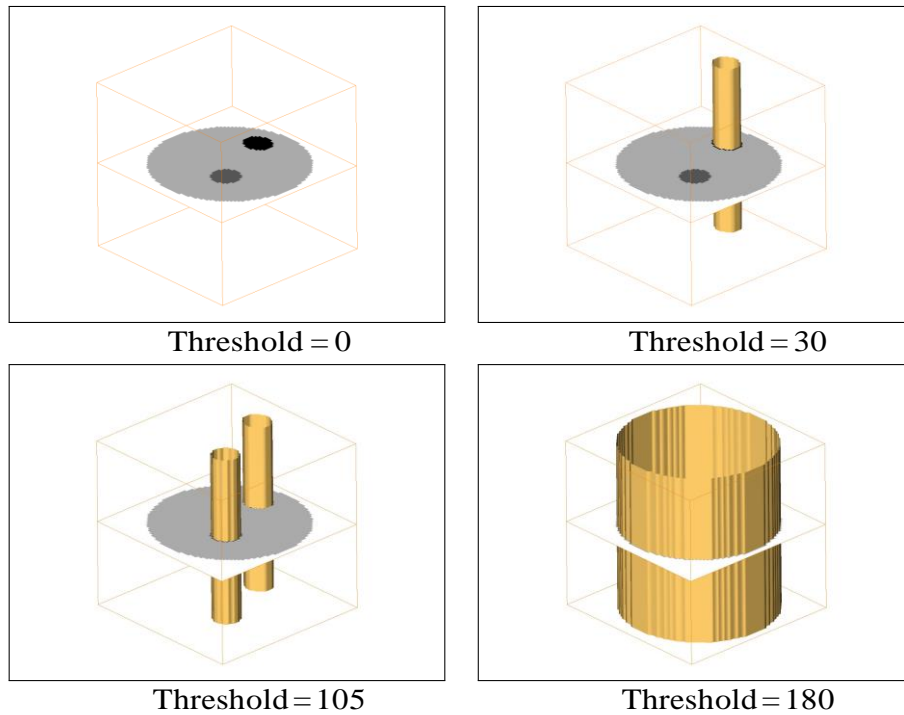 Threshold = 0
Threshold = 30
Threshold = 105
Threshold = 180